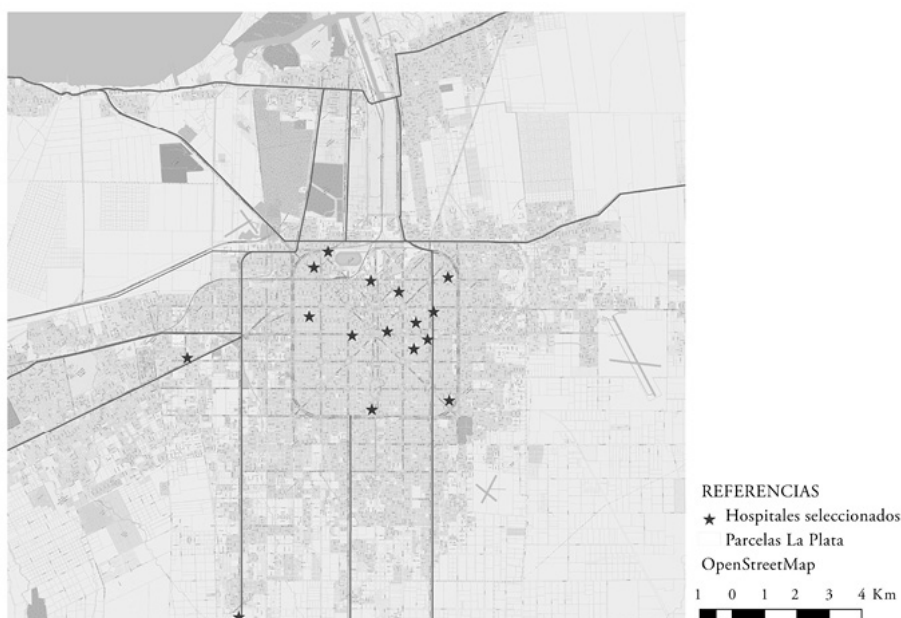 REFERENCIAS
Hospitales seleccionados
Parcelas La Plata
OpenStreetMap
1 0 1 2 3 4 Km